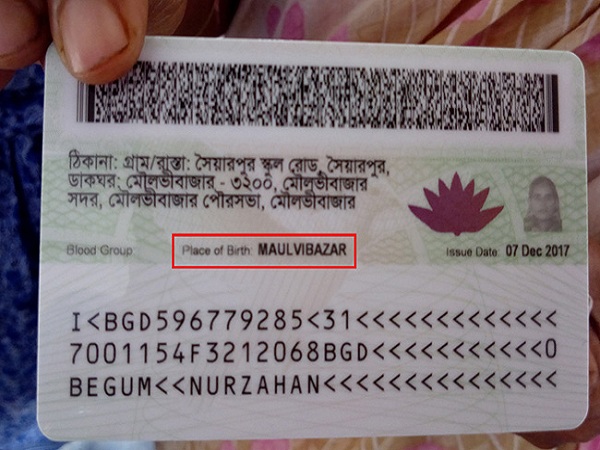 ঠিকানা: গ্রাম/রাস্তা: সৈয়ারপুর স্কুল রোড, সৈয়ারপুর,
ডাকঘর: মৌলভীবাজার - ৩২০০, মৌলভীবাজার
সদর, মৌলভীবাজার পৌরসভা, মৌলভীবাজার
Blood Group: Place of Birth: MAULVIBAZAR Issue Date: 07 Dec 2017
I<BGD596779285<31<<<<<<<<<<<<<
7001154F3212068BGD<<<<<<<<<<<0
BEGUM<<NURZAHAN<<<<<<<<<<<<<<<